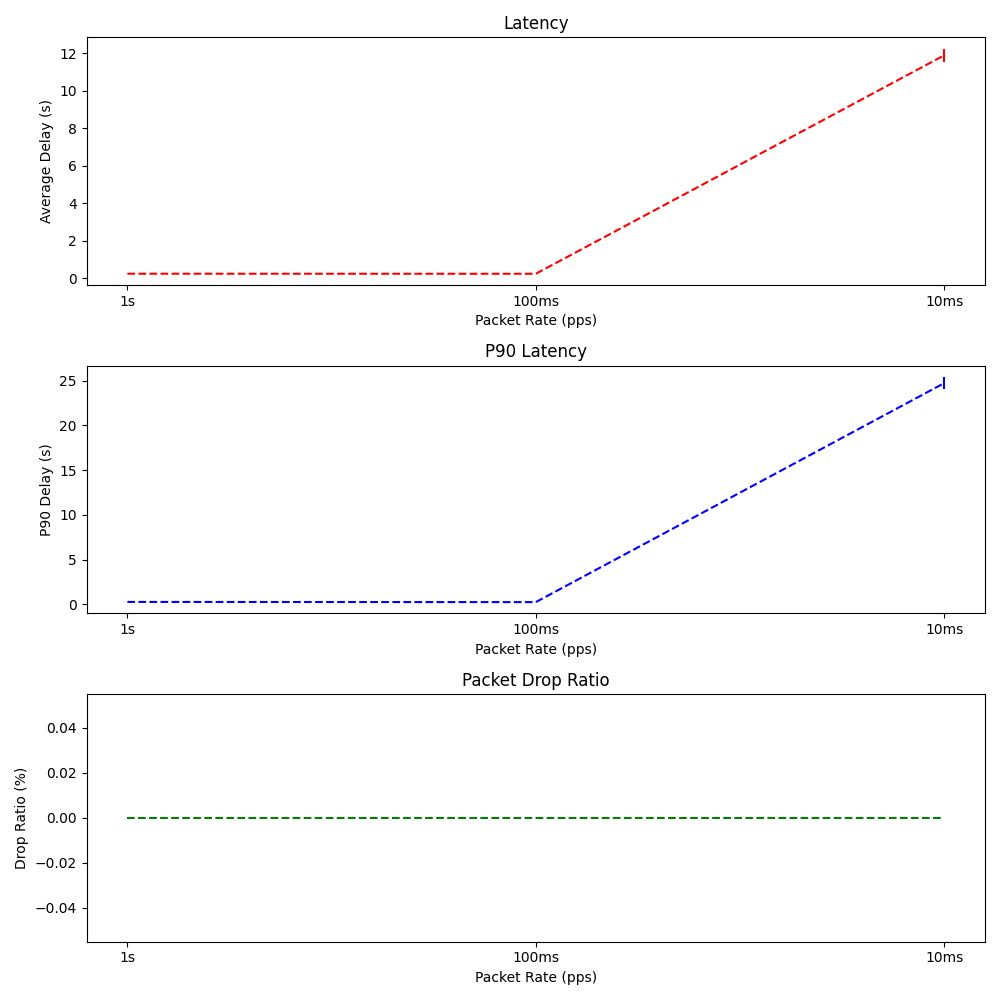 Latency
Average Delay (s)
12
10
8
6
4
2
0
1s 100ms 10ms
Packet Rate (pps)
P90 Latency
P90 Delay (s)
25
20
15
10
5
0
1s 100ms 10ms
Packet Rate (pps)
Packet Drop Ratio
Drop Ratio (%)
0.04
0.02
0.00
−0.02
−0.04
1s 100ms 10ms
Packet Rate (pps)